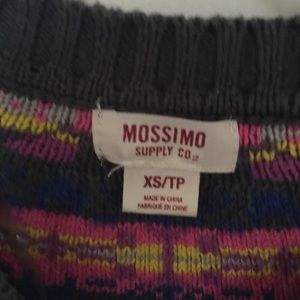 MOSSIMO
SUPPLY CO.
XS/TP
MADE IN CHINA
FABRIQUÉ EN CHINE